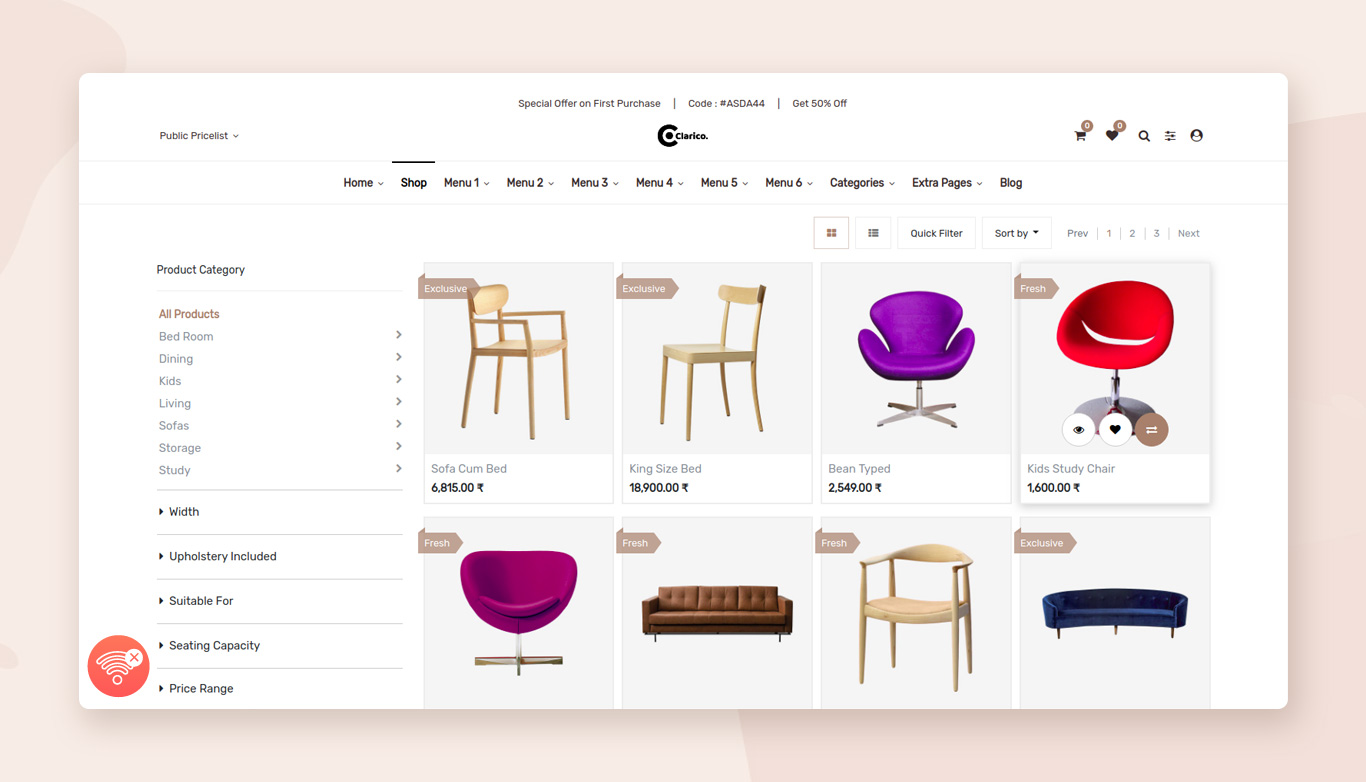 Special Offer on First Purchase | Code : #ASDA44 | Get 50% Off
Public Pricelist
Clarico.
0
0
Home Shop Menu 1 Menu 2 Menu 3 Menu 4 Menu 5 Menu 6 Categories Extra Pages Blog
Quick Filter Sort by Prev | 1 | 2 | 3 | Next
Product Category
All Products
Bed Room
Dining
Kids
Living
Sofas
Storage
Study
Width
Upholstery Included
Suitable For
Seating Capacity
Price Range
Exclusive
Sofa Cum Bed
6,815.00 ₹
Exclusive
King Size Bed
18,900.00 ₹
Bean Typed
2,549.00 ₹
Fresh
Kids Study Chair
1,600.00 ₹
Fresh
Fresh
Fresh
Exclusive